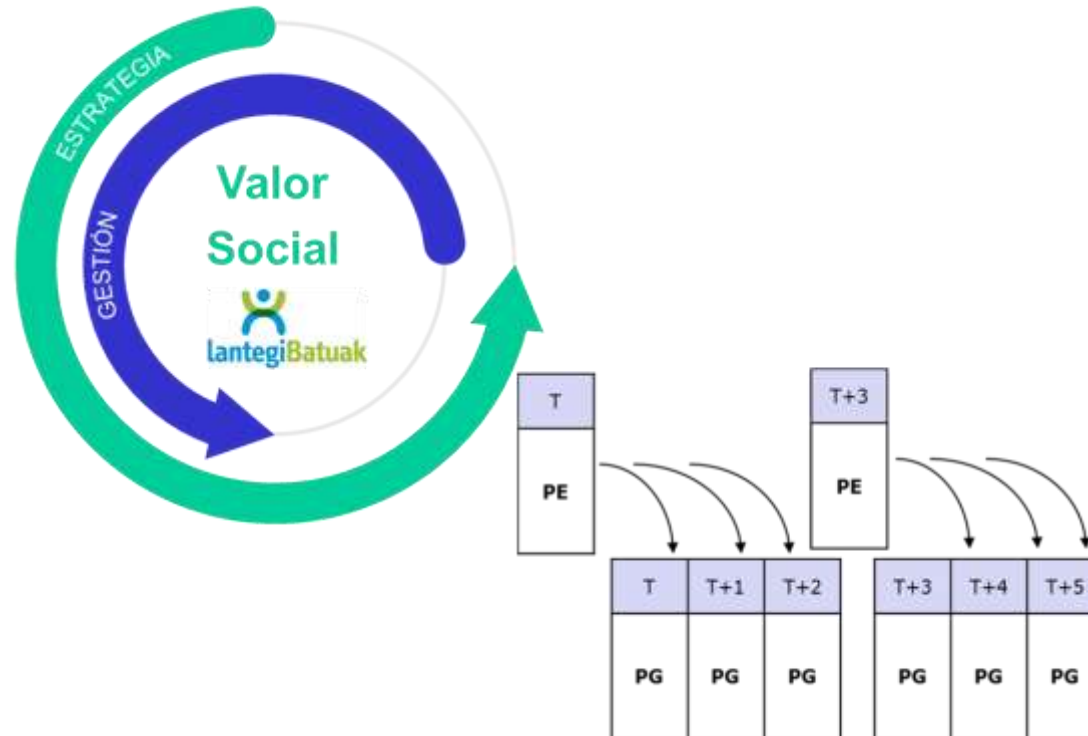 ESTRATEGIA
GESTIÓN
Valor
Social
lantegiBatuak
T
PE
T+3
PE
T T+1 T+2
PG PG PG
T+3 T+4 T+5
PG PG PG